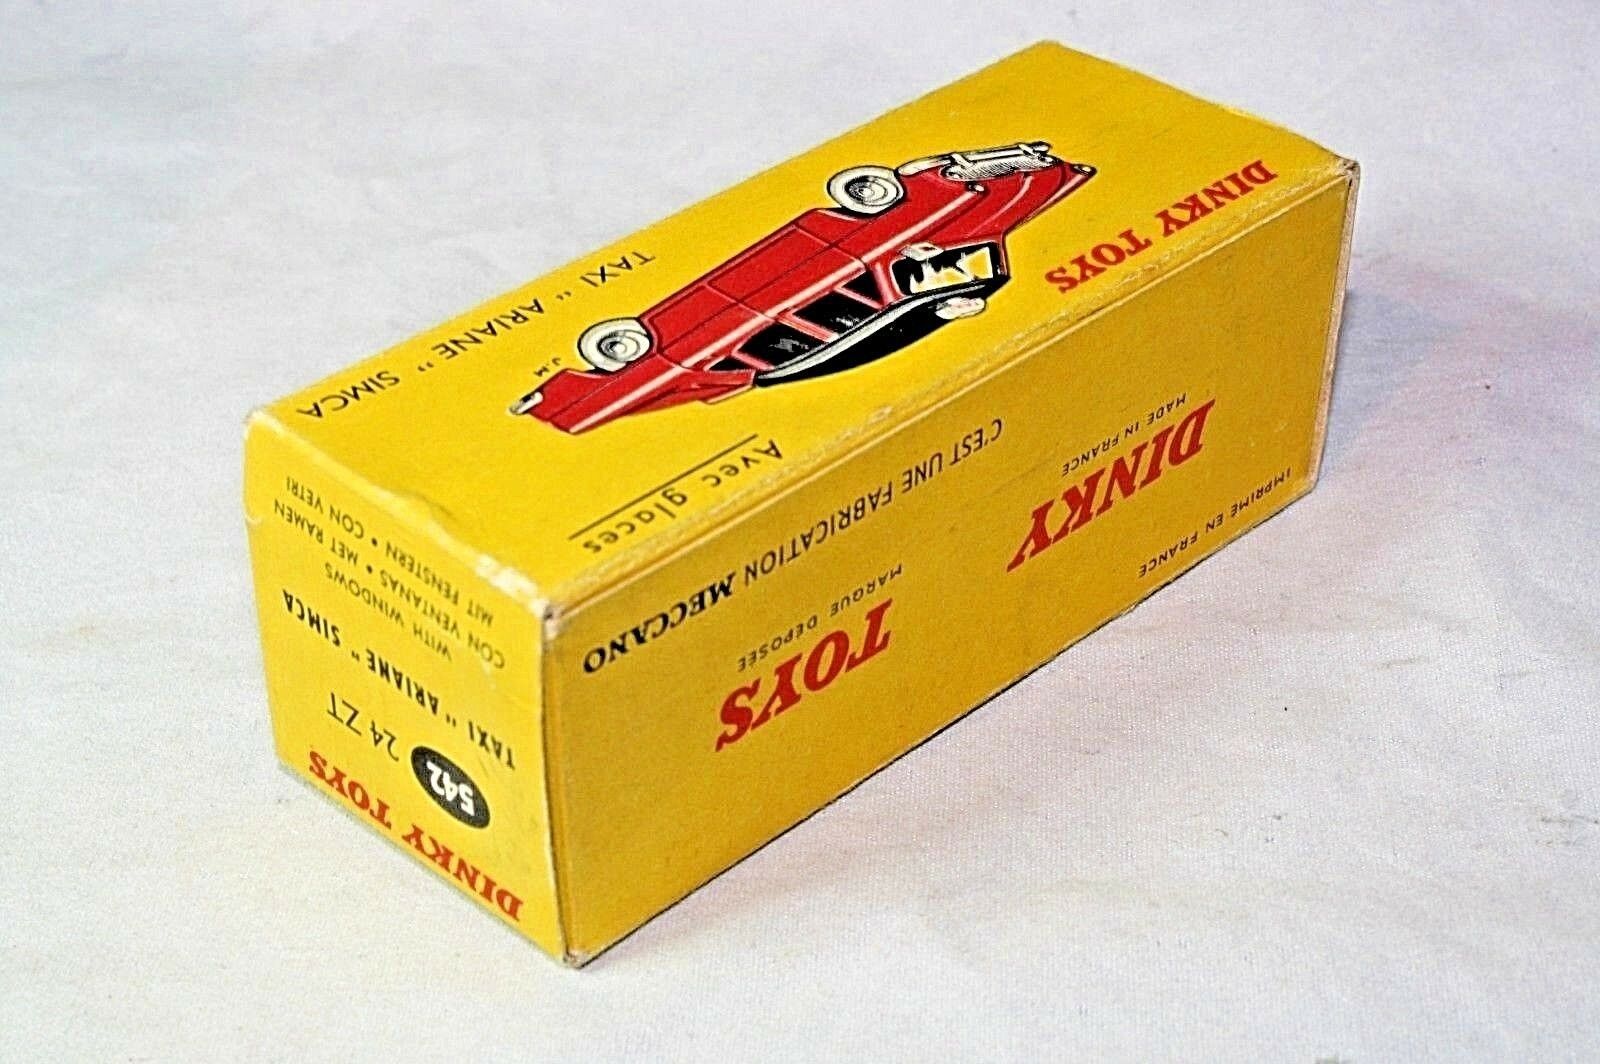 DINKY TOYS
TAXI " ARIANE " SIMCA
J.M
Avec glaces
C'EST UNE FABRICATION MECCANO
DINKY
MADE IN FRANCE
TOYS
MARQUE DÉPOSÉE
IMPRIMÉ EN FRANCE
DINKY TOYS
542
24 ZT
TAXI " ARIANE " SIMCA
WITH WINDOWS
CON VENTANAS • MET RAMEN
MIT FENSTERN • CON VETRI